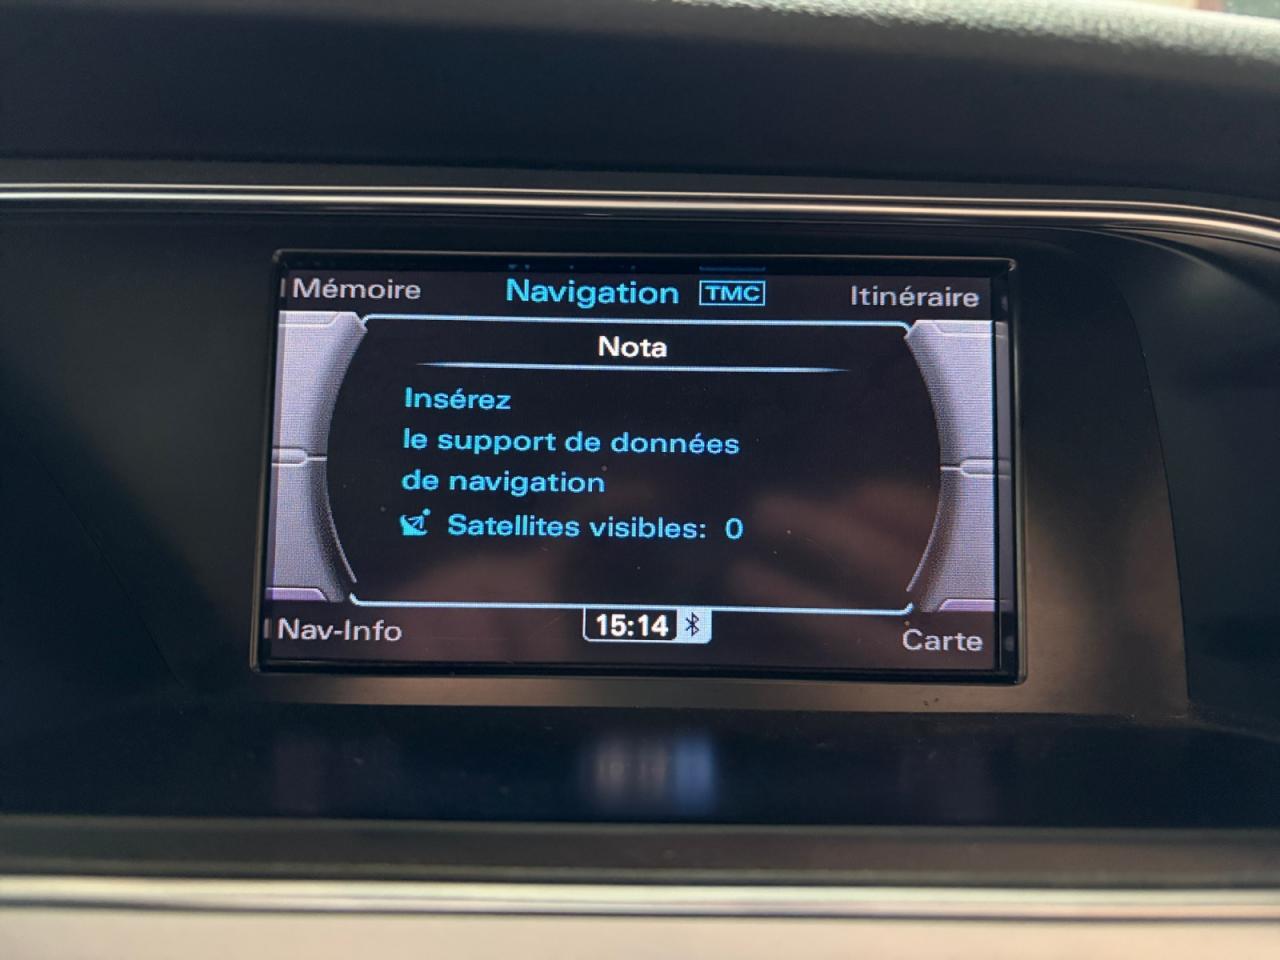 Mémoire
Navigation TMC
Itinéraire
Nota
Insérez
le support de données
de navigation
Satellites visibles: 0
Nav-Info
15:14
Carte